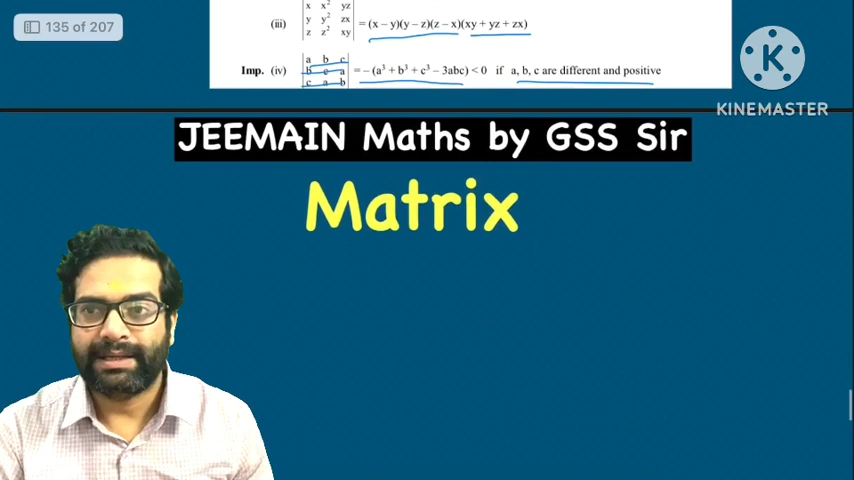 135 of 207
x x² yz
(iii) y y² zx = (x – y)(y – z)(z – x)(xy + yz + zx)
z z² xy
a b c
Imp. (iv) b c a = – (a³ + b³ + c³ – 3abc) < 0 if a, b, c are different and positive
c a b
K
KINEMASTER
JEEMAIN Maths by GSS Sir
Matrix